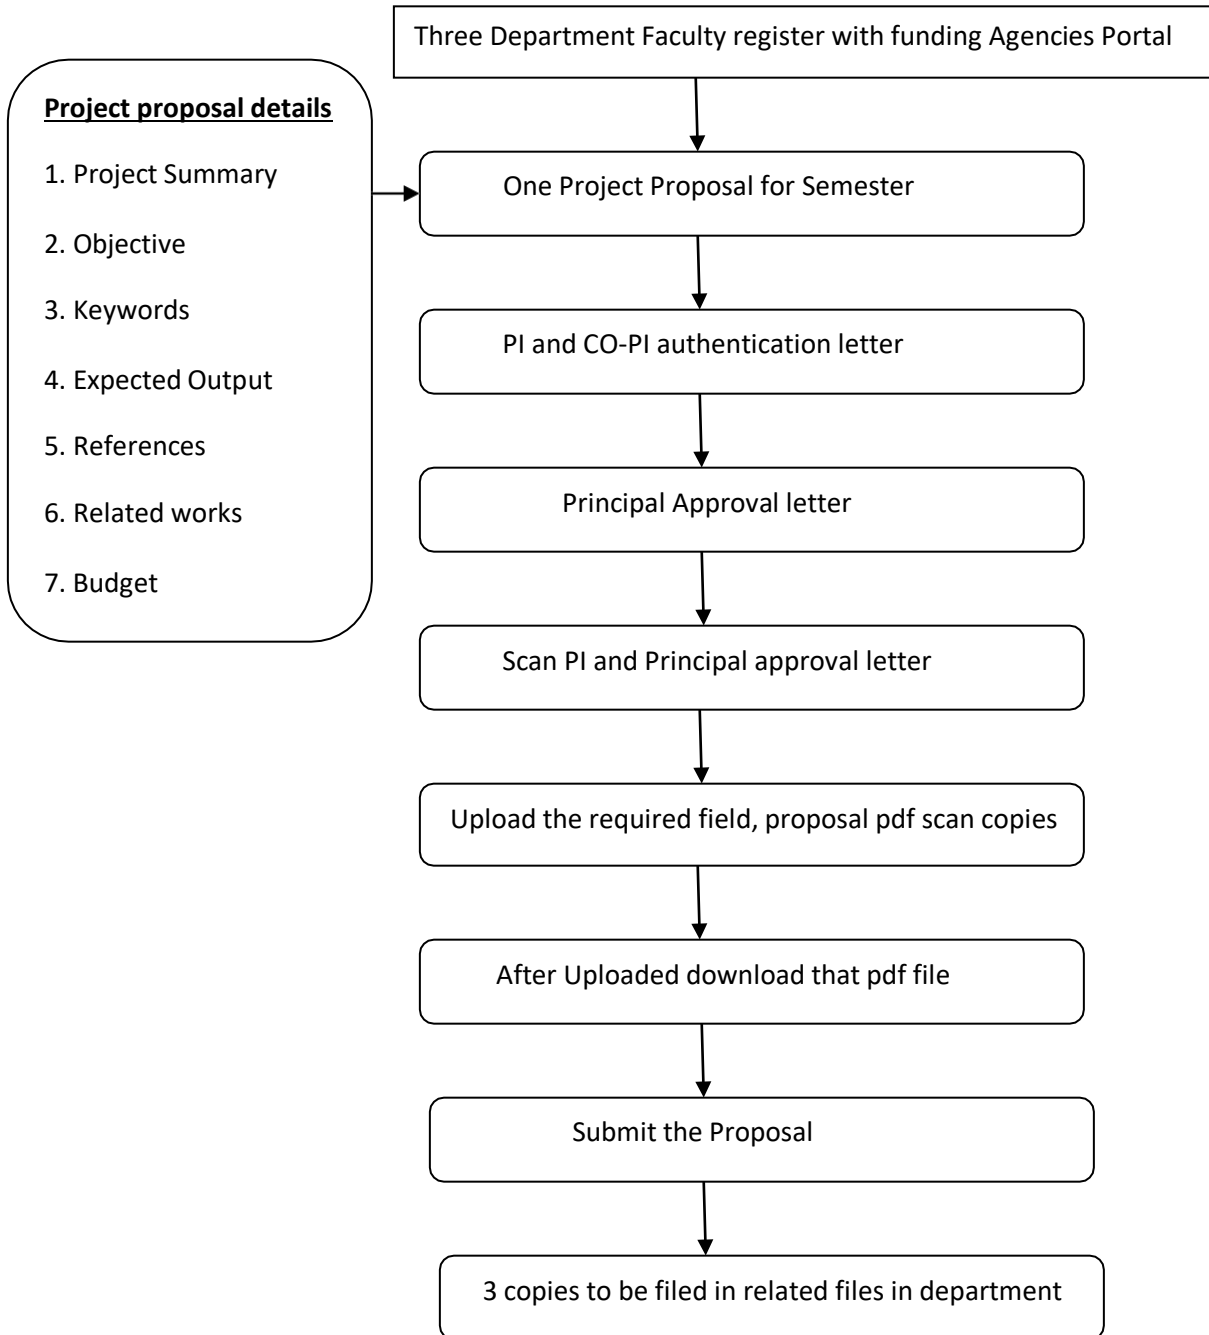 Three Department Faculty register with funding Agencies Portal
Project proposal details
1. Project Summary
2. Objective
3. Keywords
4. Expected Output
5. References
6. Related works
7. Budget
One Project Proposal for Semester
PI and CO-PI authentication letter
Principal Approval letter
Scan PI and Principal approval letter
Upload the required field, proposal pdf scan copies
After Uploaded download that pdf file
Submit the Proposal
3 copies to be filed in related files in department